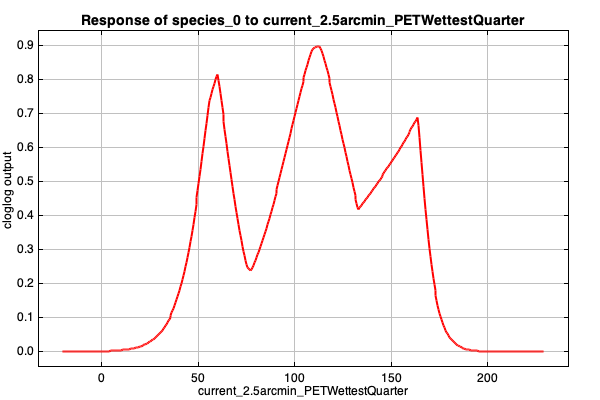 Response of species_0 to current_2.5arcmin_PETWettestQuarter
cloglog output
0.9
0.8
0.7
0.6
0.5
0.4
0.3
0.2
0.1
0.0
0 50 100 150 200
current_2.5arcmin_PETWettestQuarter